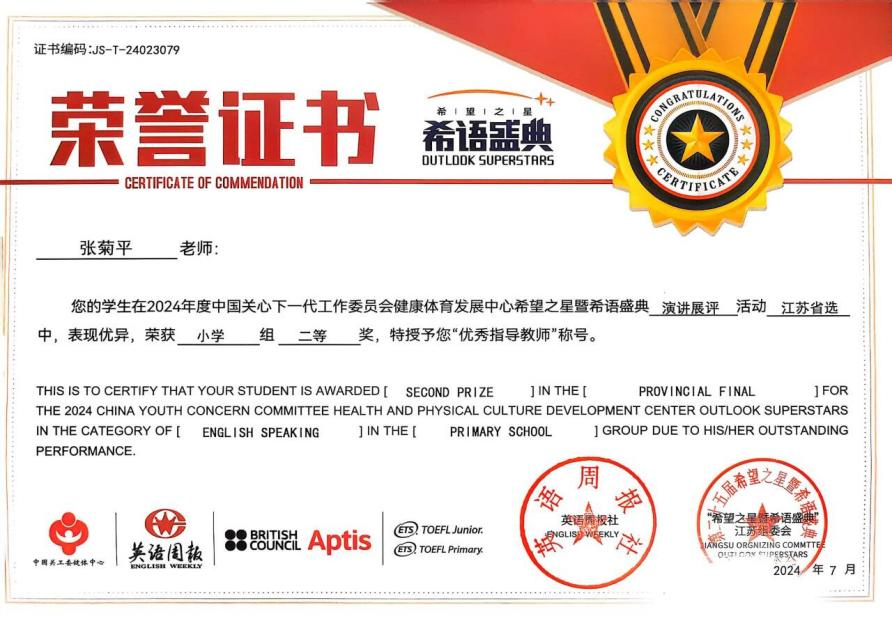 证书编码:JS-T-24023079
荣誉证书
CERTIFICATE OF COMMENDATION
希望之星
希语盛典
OUTLOOK SUPERSTARS
CONGRATULATIONS
CERTIFICATE
张菊平 老师:
您的学生在2024年度中国关心下一代工作委员会健康体育发展中心希望之星暨希语盛典 演讲展评 活动 江苏省选
中，表现优异，荣获 小学 组 二等 奖，特授予您“优秀指导教师”称号。
THIS IS TO CERTIFY THAT YOUR STUDENT IS AWARDED [ SECOND PRIZE ] IN THE [ PROVINCIAL FINAL ] FOR
THE 2024 CHINA YOUTH CONCERN COMMITTEE HEALTH AND PHYSICAL CULTURE DEVELOPMENT CENTER OUTLOOK SUPERSTARS
IN THE CATEGORY OF [ ENGLISH SPEAKING ] IN THE [ PRIMARY SCHOOL ] GROUP DUE TO HIS/HER OUTSTANDING
PERFORMANCE.
中国关工委健体中心
英语周报
ENGLISH WEEKLY
BRITISH
COUNCIL
Aptis
ETS TOEFL Junior.
ETS TOEFL Primary.
英语周报社
英语周报社
ENGLISH WEEKLY
五届希望之星暨希语盛典
“希望之星暨希语盛典”
江苏组委会
JIANGSU ORGNIZING COMMTTEE
OUTLOOK SUPERSTARS
2024 年 7 月